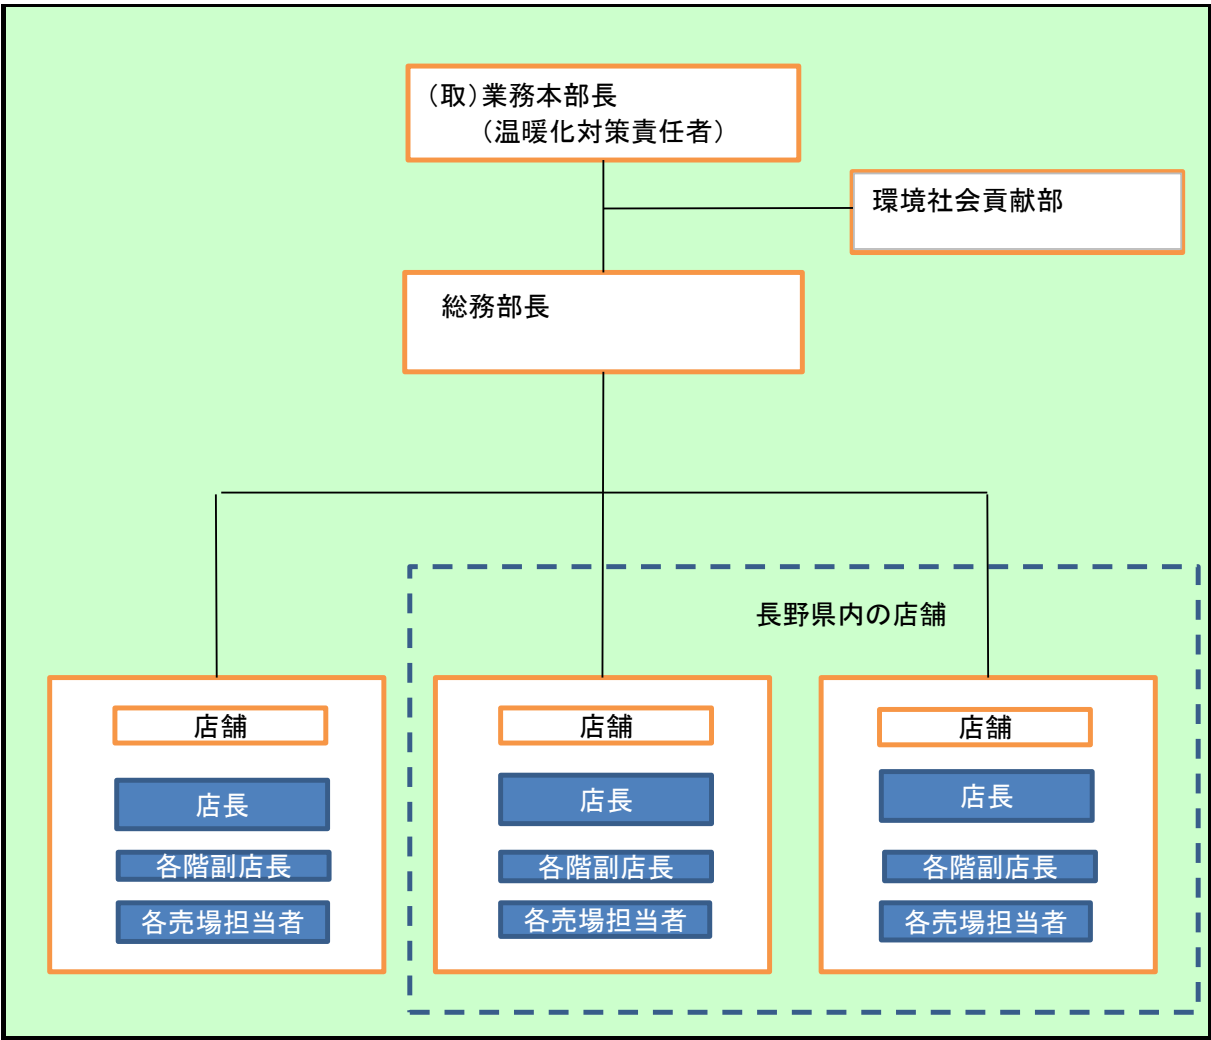 （取）業務本部長
（温暖化対策責任者）
環境社会貢献部
総務部長
長野県内の店舗
店舗
店長
各階副店長
各売場担当者
店舗
店長
各階副店長
各売場担当者
店舗
店長
各階副店長
各売場担当者